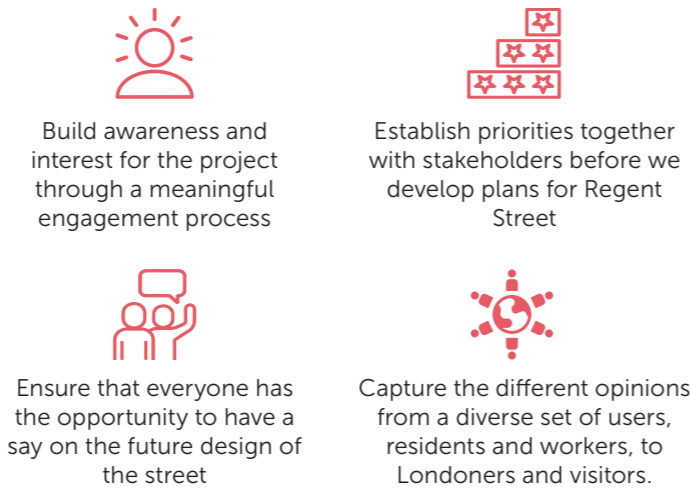 Build awareness and
interest for the project
through a meaningful
engagement process
Establish priorities together
with stakeholders before we
develop plans for Regent
Street
Ensure that everyone has
the opportunity to have a
say on the future design of
the street
Capture the different opinions
from a diverse set of users,
residents and workers, to
Londoners and visitors.